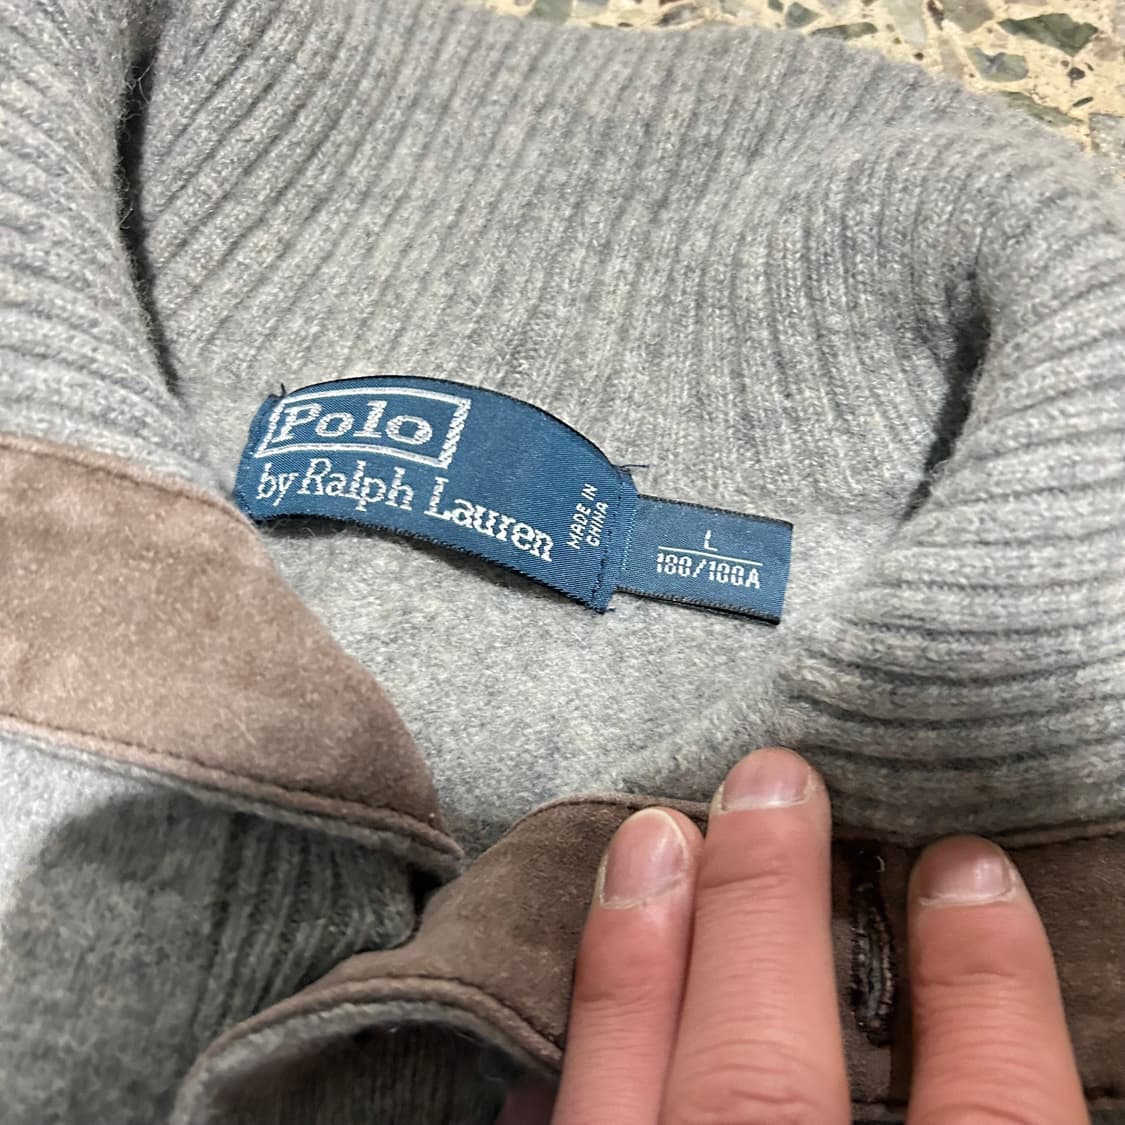 Polo
by Ralph Lauren
MADE IN
CHINA
L
180/100A